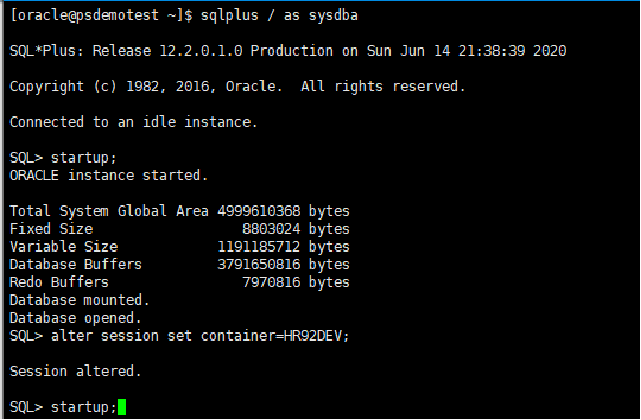 [oracle@psdemotest ~]$ sqlplus / as sysdba
SQL*Plus: Release 12.2.0.1.0 Production on Sun Jun 14 21:38:39 2020
Copyright (c) 1982, 2016, Oracle.  All rights reserved.
Connected to an idle instance.
SQL> startup;
ORACLE instance started.
Total System Global Area 4999610368 bytes
Fixed Size                  8803024 bytes
Variable Size            1191185712 bytes
Database Buffers         3791650816 bytes
Redo Buffers                7970816 bytes
Database mounted.
Database opened.
SQL> alter session set container=HR92DEV;
Session altered.
SQL> startup;